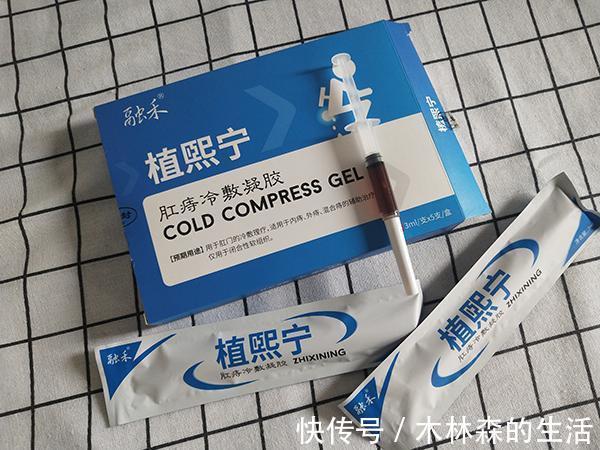 融禾®
植熙宁
肛痔冷敷凝胶
COLD COMPRESS GEL
3ml/支x5支/盒
【预期用途】用于肛门的冷敷理疗,适用于内痔、外痔、混合痔的辅助治疗
仅用于闭合性软组织。
植熙宁
融禾
植熙宁
肛痔冷敷凝胶 ZHIXINING
融禾
植熙宁
肛痔冷敷凝胶 ZHIXINING
快传号 / 木林森的生活